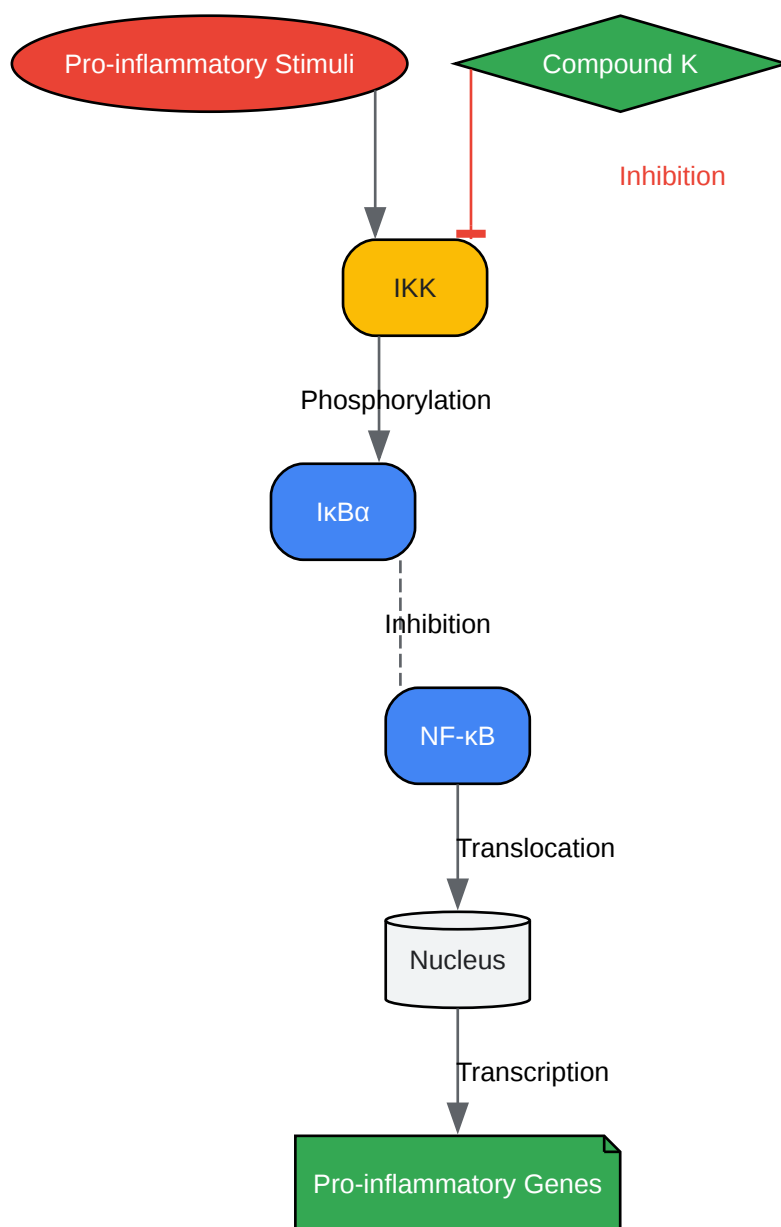 Pro-inflammatory Stimuli
Compound K
Inhibition
IKK
Phosphorylation
IκBα
Inhibition
NF-κB
Translocation
Nucleus
Transcription
Pro-inflammatory Genes